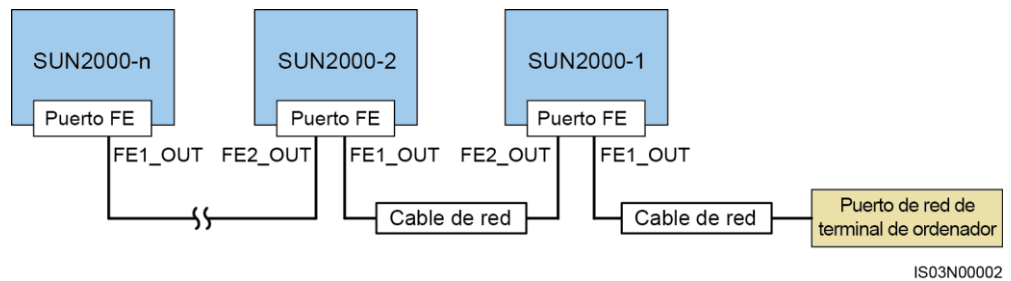 SUN2000-n
SUN2000-2
SUN2000-1
Puerto FE
Puerto FE
Puerto FE
FE1_OUT
FE2_OUT
FE1_OUT
FE2_OUT
FE1_OUT
Cable de red
Cable de red
Puerto de red de
terminal de ordenador
IS03N00002